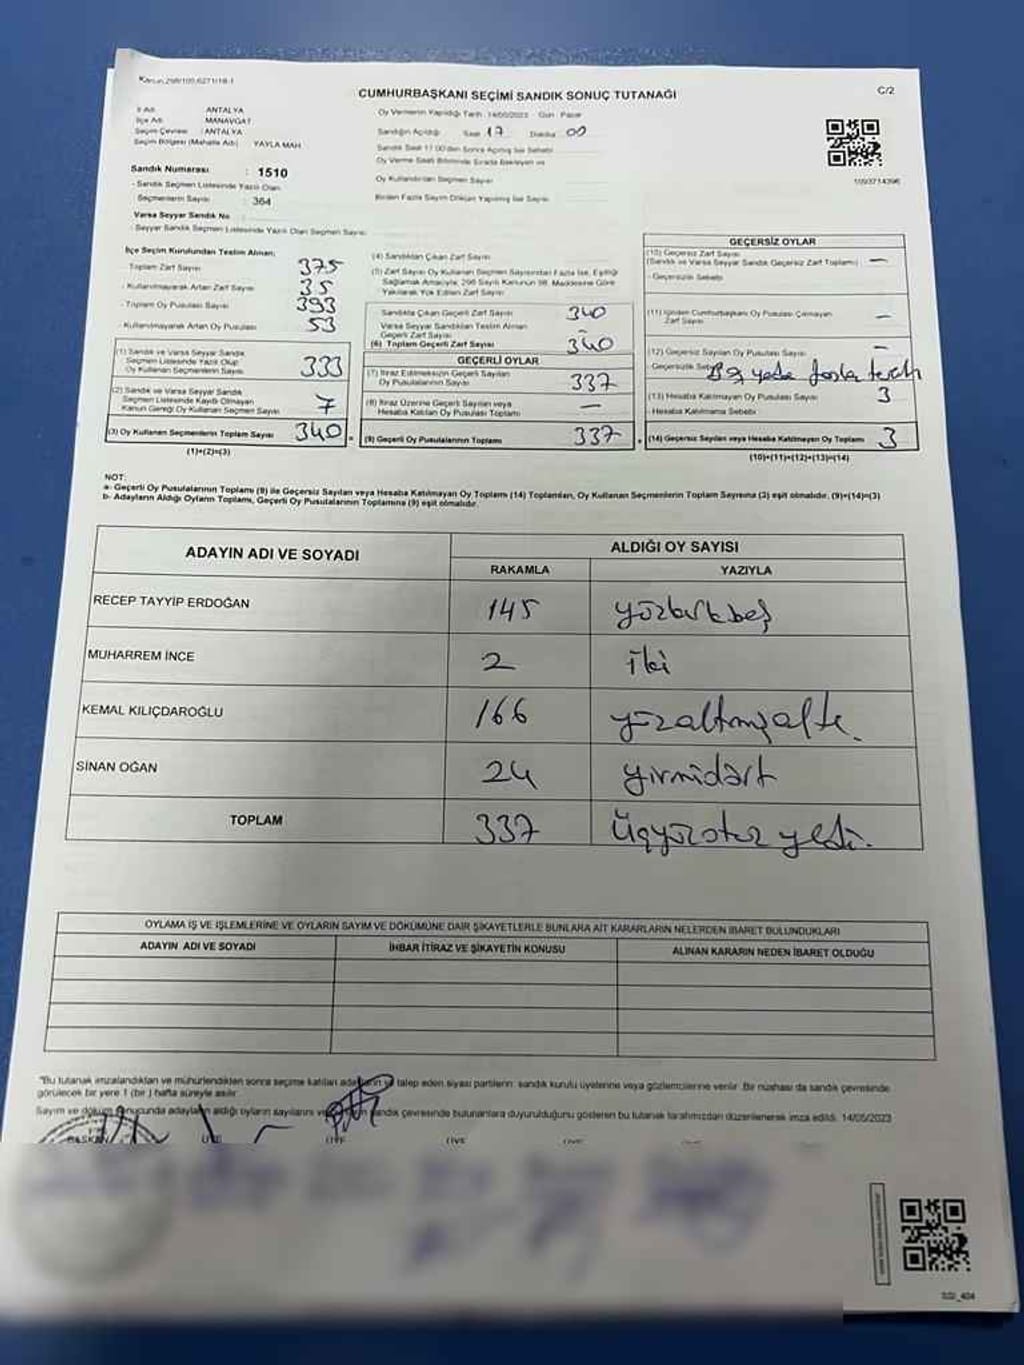 Kanun 298/105,6271/18-1
CUMHURBAŞKANI SEÇİMİ SANDIK SONUÇ TUTANAĞI
C/2
İl Adı : ANTALYA
İlçe Adı : MANAVGAT
Seçim Çevresi : ANTALYA
Seçim Bölgesi (Mahalle Adı) : YAYLA MAH.
Oy Vermenin Yapıldığı Tarih : 14/05/2023 Gün : Pazar
Sandığın Açıldığı Saat 17 Dakika 00
Sandık Saat 17.00'den Sonra Açılmış İse Sebebi
Oy Verme Saati Bitiminde Sırada Bekleyen ve
Oy Kullandırılan Seçmen Sayısı
Birden Fazla Sayım Döküm Yapılmış İse Sayısı
1093714396
Sandık Numarası : 1510
- Sandık Seçmen Listesinde Yazılı Olan
Seçmenlerin Sayısı : 364
Varsa Seyyar Sandık No
- Seyyar Sandık Seçmen Listesinde Yazılı Olan Seçmen Sayısı
İlçe Seçim Kurulundan Teslim Alınan:
- Toplam Zarf Sayısı 375
- Kullanılmayarak Artan Zarf Sayısı 35
- Toplam Oy Pusulası Sayısı 393
- Kullanılmayarak Artan Oy Pusulası 53
(1) Sandık ve Varsa Seyyar Sandık
Seçmen Listesinde Yazılı Olup
Oy Kullanan Seçmenlerin Sayısı 333
(2) Sandık ve Varsa Seyyar Sandık
Seçmen Listesinde Kayıtlı Olmayan
Kanun Gereği Oy Kullanan Seçmen Sayısı 7
(3) Oy Kullanan Seçmenlerin Toplam Sayısı 340
(1)+(2)=(3)
(4) Sandıktan Çıkan Zarf Sayısı
(5) Zarf Sayısı Oy Kullanan Seçmen Sayısından Fazla İse, Eşitliği
Sağlamak Amacıyla, 298 Sayılı Kanunun 98. Maddesine Göre
Yakılarak Yok Edilen Zarf Sayısı
Sandıkta Çıkan Geçerli Zarf Sayısı 340
Varsa Seyyar Sandıktan Teslim Alınan
Geçerli Zarf Sayısı -
(6) Toplam Geçerli Zarf Sayısı 340
GEÇERLİ OYLAR
(7) İtiraz Edilmeksizin Geçerli Sayılan
Oy Pusulalarının Sayısı 337
(8) İtiraz Üzerine Geçerli Sayılan veya
Hesaba Katılan Oy Pusulası Toplamı —
(9) Geçerli Oy Pusulalarının Toplamı 337
GEÇERSİZ OYLAR
(10) Geçersiz Zarf Sayısı
(Sandık ve Varsa Seyyar Sandık Geçersiz Zarf Toplamı) —
- Geçersizlik Sebebi
(11) İçinden Cumhurbaşkanı Oy Pusulası Çıkmayan
Zarf Sayısı —
(12) Geçersiz Sayılan Oy Pusulası Sayısı —
(13) Hesaba Katılmayan Oy Pusulası Sayısı 3
- Hesaba Katılmama Sebebi
(14) Geçersiz Sayılan veya Hesaba Katılmayan Oy Toplamı 3
(10)+(11)+(12)+(13)=(14)
NOT:
a- Geçerli Oy Pusulalarının Toplamı (9) ile Geçersiz Sayılan veya Hesaba Katılmayan Oy Toplamı (14) Toplamları, Oy Kullanan Seçmenlerin Toplam Sayısına (3) eşit olmalıdır. (9)+(14)=(3)
b- Adayların Aldığı Oyların Toplamı, Geçerli Oy Pusulalarının Toplamına (9) eşit olmalıdır.
ADAYIN ADI VE SOYADI
ALDIĞI OY SAYISI
RAKAMLA YAZIYLA
RECEP TAYYİP ERDOĞAN 145 yüzkırkbeş
MUHARREM İNCE 2 İki
KEMAL KILIÇDAROĞLU 166 yüzaltmışaltı.
SİNAN OĞAN 24 yirmidört
TOPLAM 337 Üçyüzotuz yedi.
OYLAMA İŞ VE İŞLEMLERİNE VE OYLARIN SAYIM VE DÖKÜMÜNE DAİR ŞİKAYETLERLE BUNLARA AİT KARARLARIN NELERDEN İBARET BULUNDUKLARI
ADAYIN ADI VE SOYADI İHBAR İTİRAZ VE ŞİKAYETİN KONUSU ALINAN KARARIN NEDEN İBARET OLDUĞU
"Bu tutanak imzalandıktan ve mühürlendikten sonra seçime katılan talep eden siyasi partilerin sandık kurulu üyelerine veya gözlemcilerine verilir. Bir nüshası da sandık çevresinde
görülecek bir yere 1 (bir) hafta süreyle asılır.
Sayım ve döküm sonucunda adayların aldığı oyların sayılarını sandık çevresinde bulunanlara duyurulduğunu gösteren bu tutanak tarafımızdan düzenlenerek imza edildi. 14/05/2023
BAŞKAN ÜYE ÜYE ÜYE ÜYE